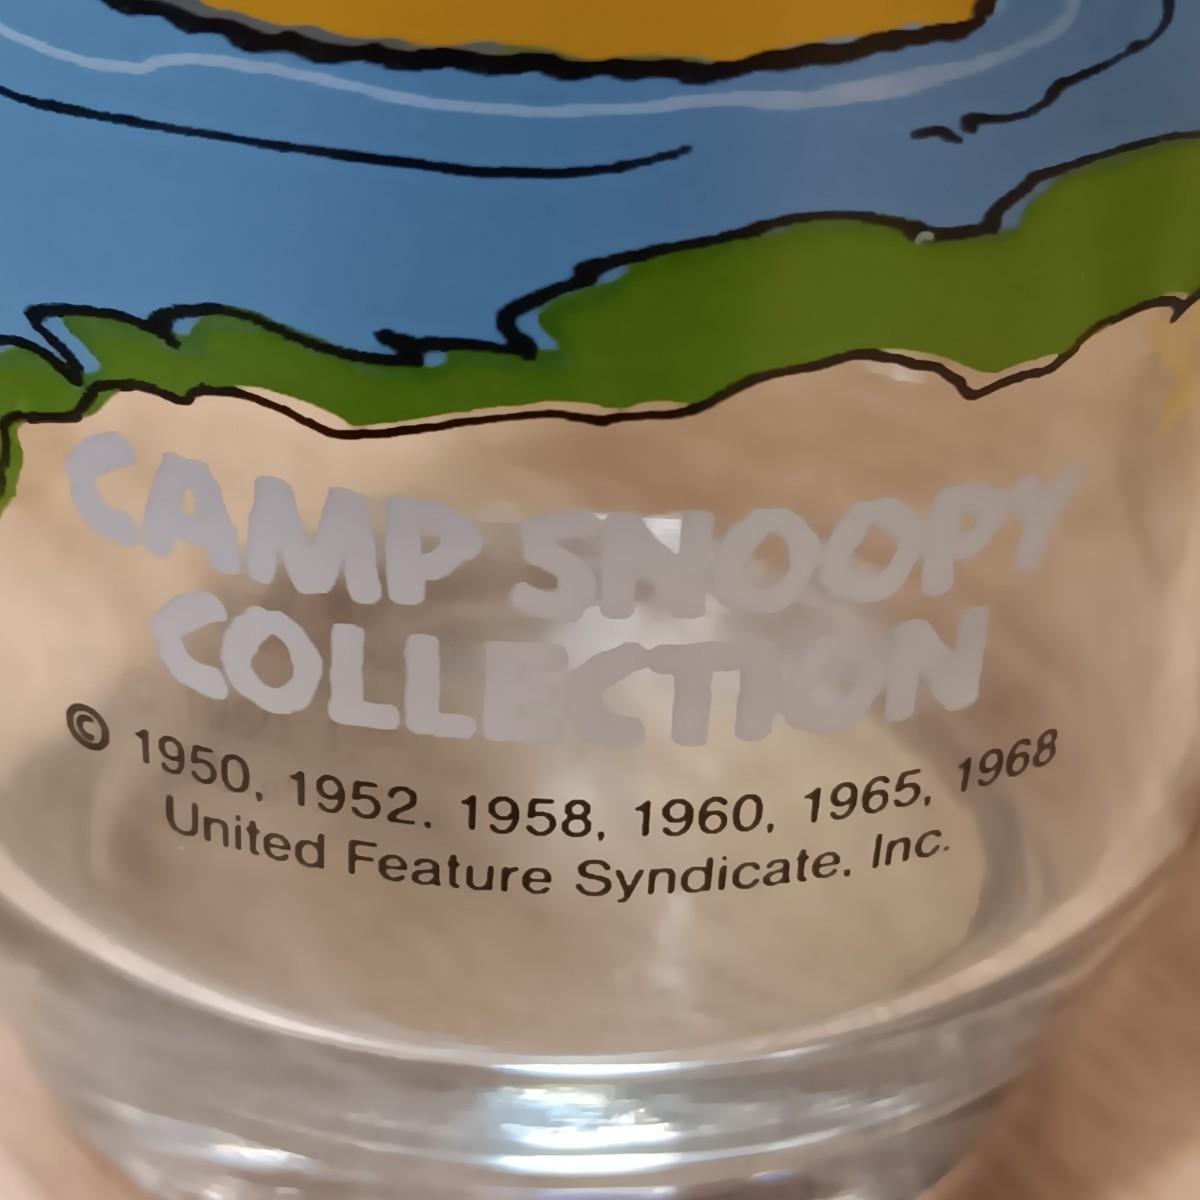 CAMP SNOOPY
COLLECTION
© 1950, 1952. 1958, 1960, 1965, 1968
United Feature Syndicate. Inc.